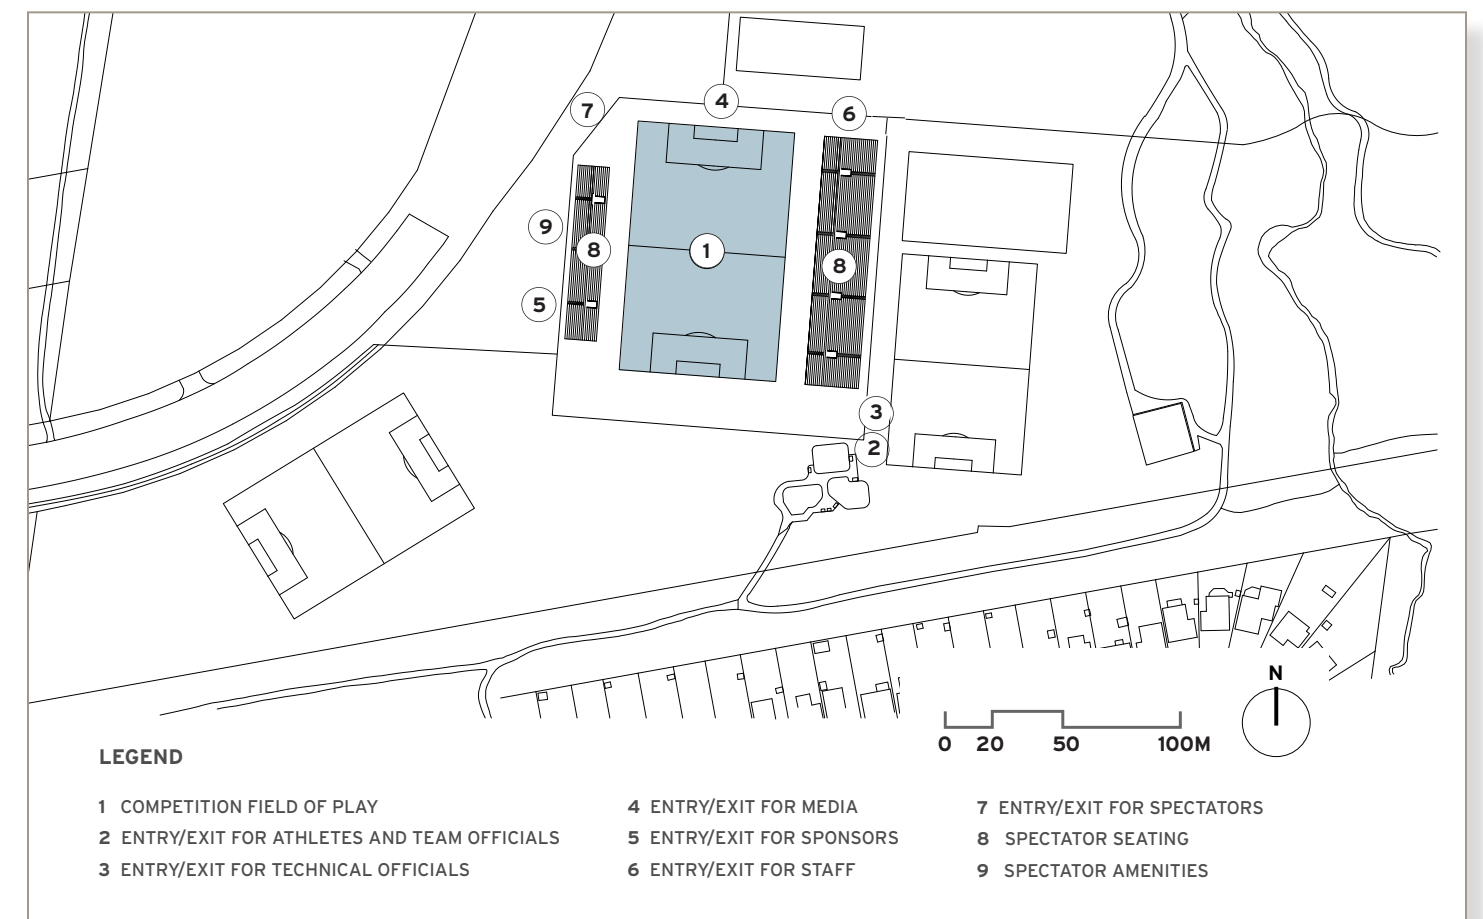 4
7
6
9
8
1
8
5
3
2
N
0 20 50 100M
LEGEND
1 COMPETITION FIELD OF PLAY
2 ENTRY/EXIT FOR ATHLETES AND TEAM OFFICIALS
3 ENTRY/EXIT FOR TECHNICAL OFFICIALS
4 ENTRY/EXIT FOR MEDIA
5 ENTRY/EXIT FOR SPONSORS
6 ENTRY/EXIT FOR STAFF
7 ENTRY/EXIT FOR SPECTATORS
8 SPECTATOR SEATING
9 SPECTATOR AMENITIES